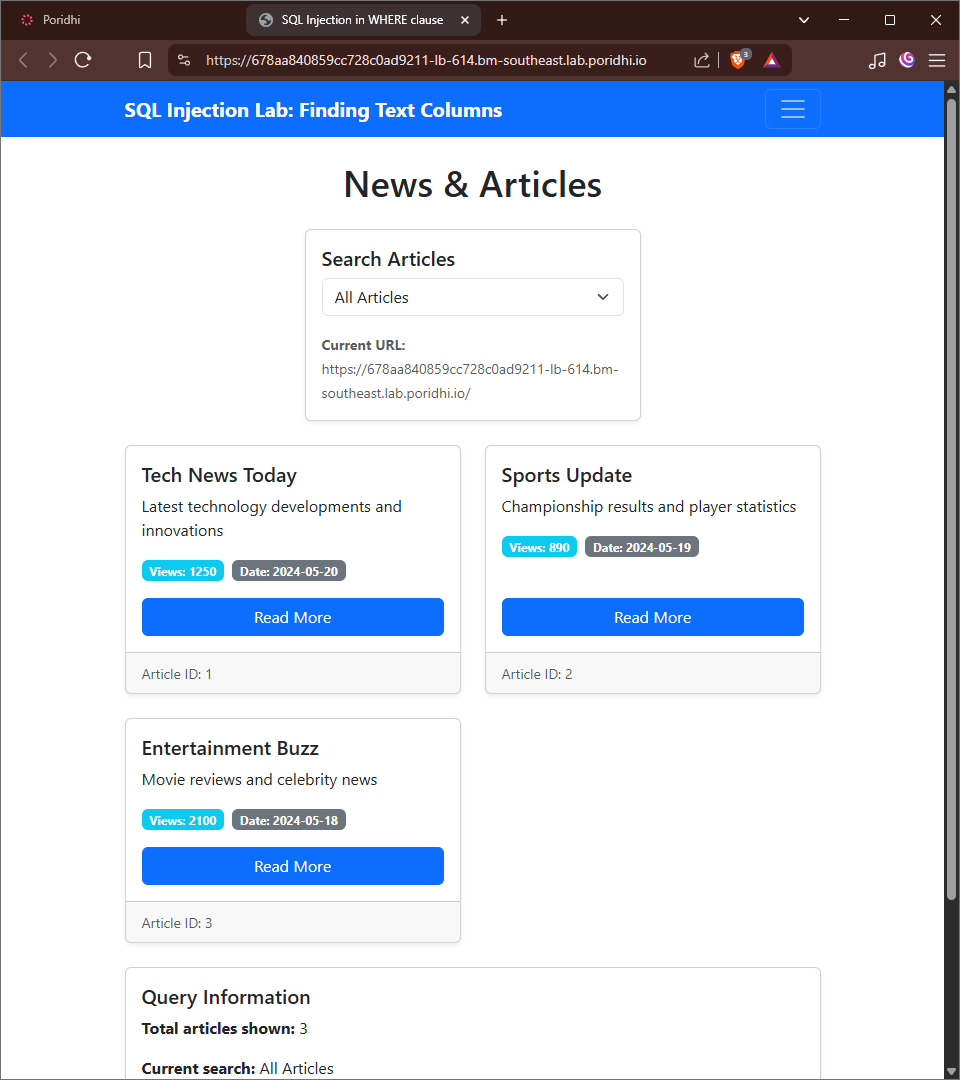 Poridhi
SQL Injection in WHERE clause
https://678aa840859cc728c0ad9211-lb-614.bm-southeast.lab.poridhi.io
3
SQL Injection Lab: Finding Text Columns
News & Articles
Search Articles
All Articles
Current URL:
https://678aa840859cc728c0ad9211-lb-614.bm-
southeast.lab.poridhi.io/
Tech News Today
Latest technology developments and
innovations
Views: 1250 Date: 2024-05-20
Read More
Article ID: 1
Sports Update
Championship results and player statistics
Views: 890 Date: 2024-05-19
Read More
Article ID: 2
Entertainment Buzz
Movie reviews and celebrity news
Views: 2100 Date: 2024-05-18
Read More
Article ID: 3
Query Information
Total articles shown: 3
Current search: All Articles